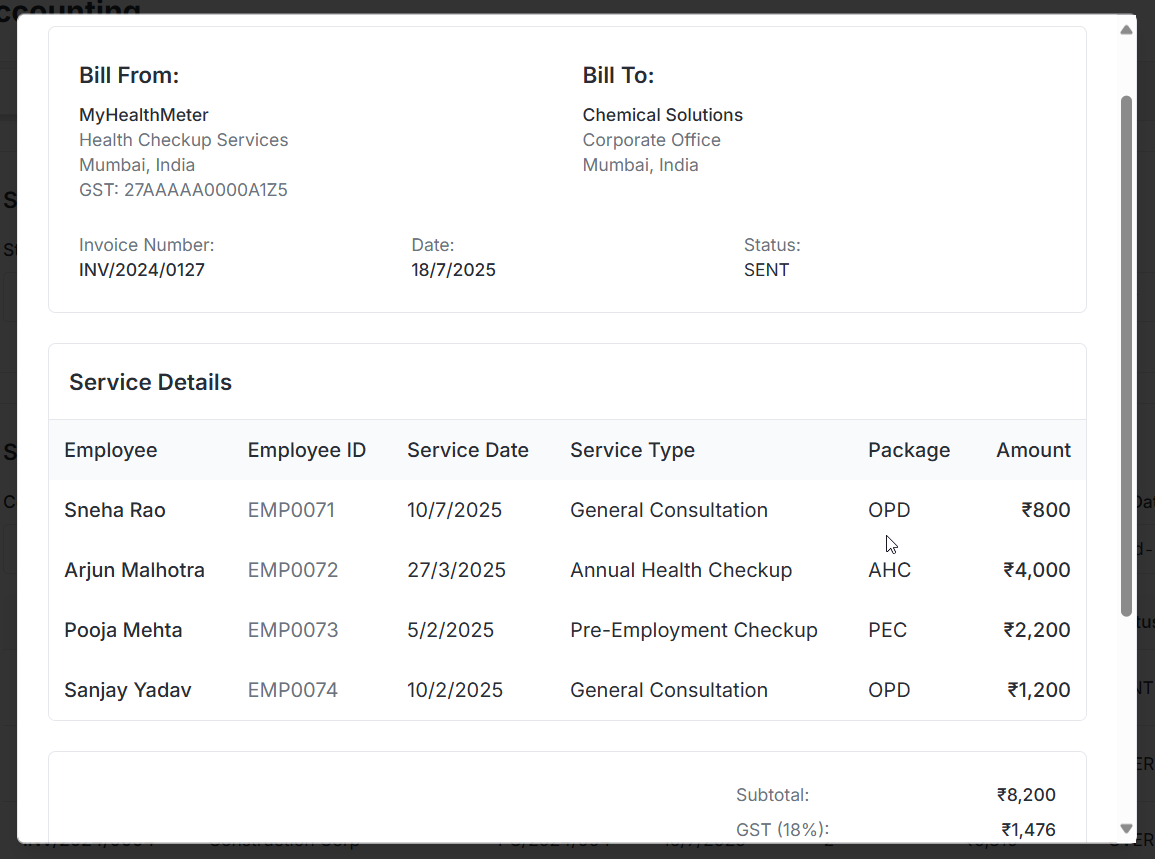 ccounting
Bill From:
MyHealthMeter
Health Checkup Services
Mumbai, India
GST: 27AAAAA0000A1Z5
Bill To:
Chemical Solutions
Corporate Office
Mumbai, India
Invoice Number:
INV/2024/0127
Date:
18/7/2025
Status:
SENT
Service Details
Employee Employee ID Service Date Service Type Package Amount
Sneha Rao EMP0071 10/7/2025 General Consultation OPD ₹800
Arjun Malhotra EMP0072 27/3/2025 Annual Health Checkup AHC ₹4,000
Pooja Mehta EMP0073 5/2/2025 Pre-Employment Checkup PEC ₹2,200
Sanjay Yadav EMP0074 10/2/2025 General Consultation OPD ₹1,200
Subtotal: ₹8,200
GST (18%): ₹1,476